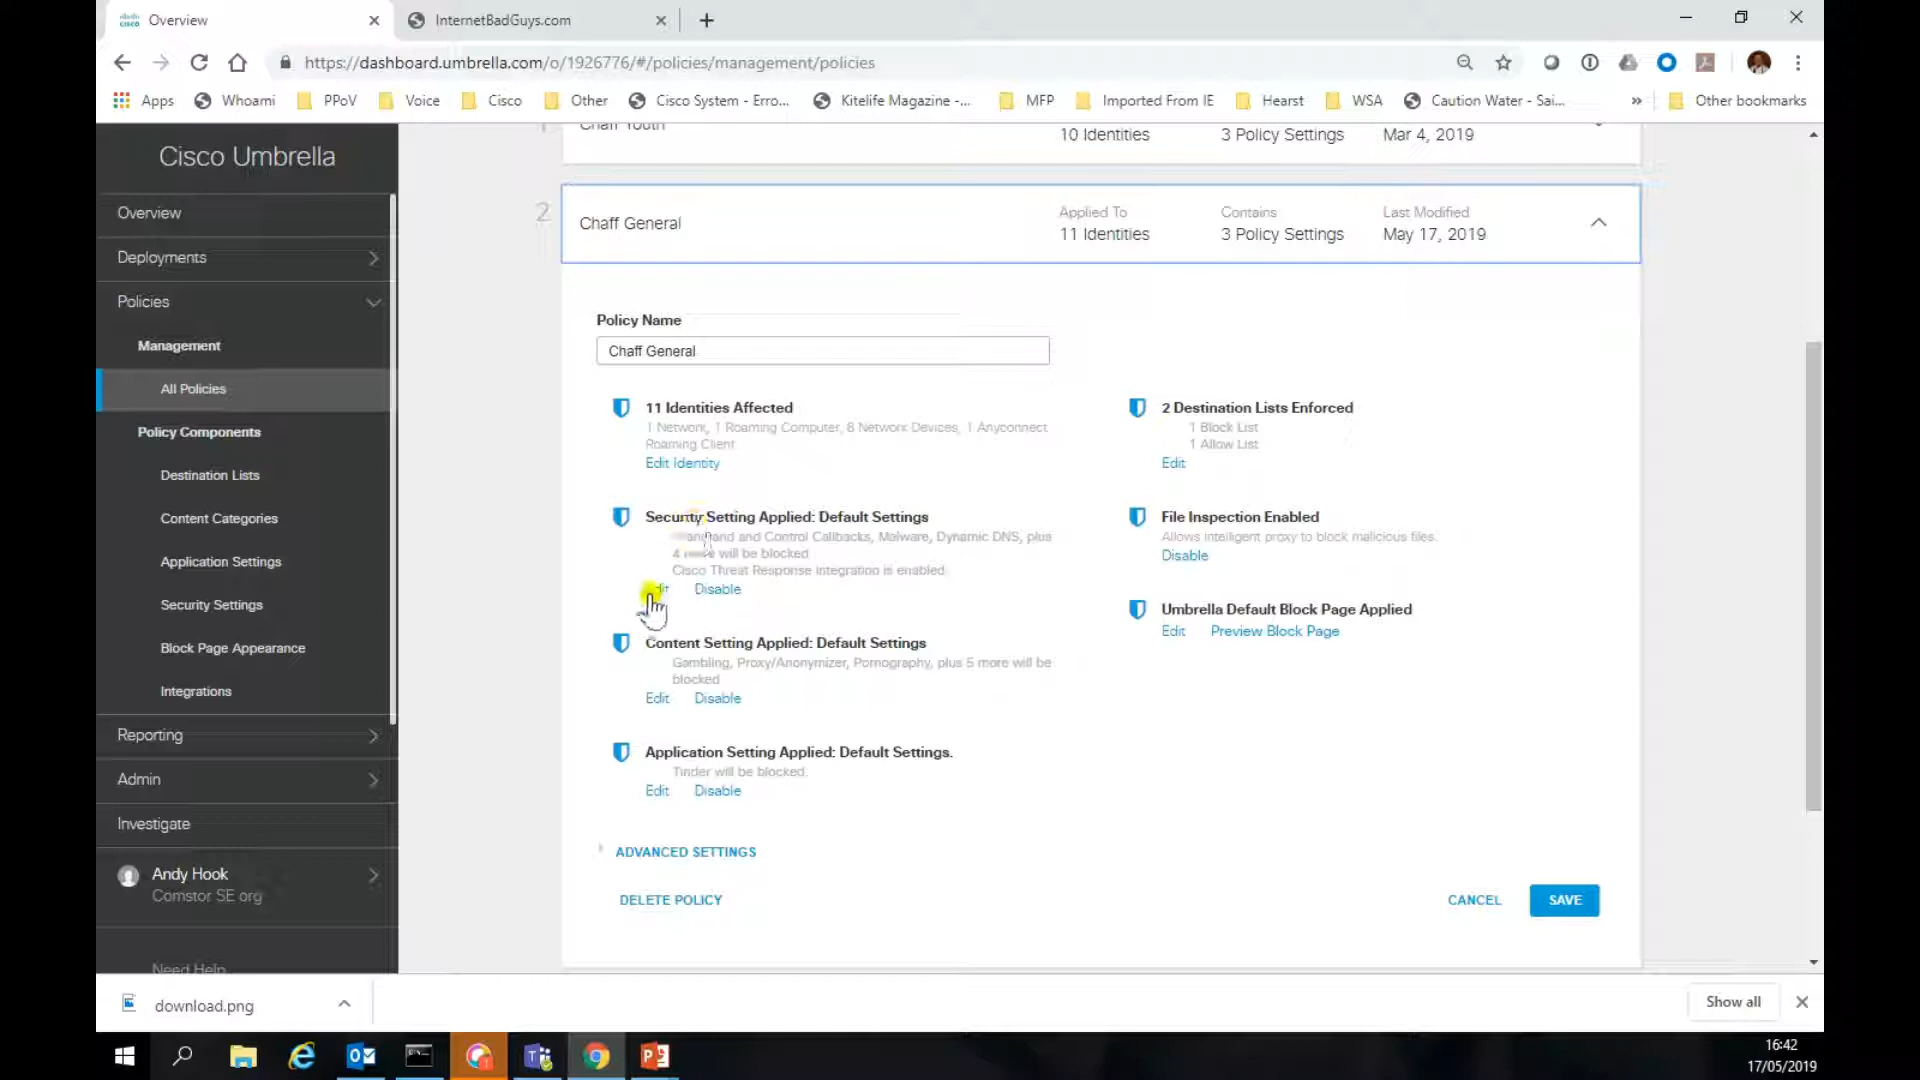 Overview
InternetBadGuys.com
https://dashboard.umbrella.com/o/1926776/#/policies/management/policies
Apps
Whoami
PPoV
Voice
Cisco
Other
Cisco System - Erro...
Kitelife Magazine -...
MFP
Imported From IE
Hearst
WSA
Caution Water - Sai...
»
Other bookmarks
Cisco Umbrella
Overview
Deployments
Policies
Management
All Policies
Policy Components
Destination Lists
Content Categories
Application Settings
Security Settings
Block Page Appearance
Integrations
Reporting
Admin
Investigate
Andy Hook
Comstor SE org
Need Help
1
Chaff Youth
10 Identities
3 Policy Settings
Mar 4, 2019
2
Chaff General
Applied To
11 Identities
Contains
3 Policy Settings
Last Modified
May 17, 2019
Policy Name
Chaff General
11 Identities Affected
1 Network, 1 Roaming Computer, 8 Network Devices, 1 Anyconnect
Roaming Client
Edit Identity
Security Setting Applied: Default Settings
and Control Callbacks, Malware, Dynamic DNS, plus
4 more will be blocked
Cisco Threat Response integration is enabled.
Disable
Content Setting Applied: Default Settings
Gambling, Proxy/Anonymizer, Pornography, plus 5 more will be
blocked
Edit Disable
Application Setting Applied: Default Settings.
Tinder will be blocked.
Edit Disable
2 Destination Lists Enforced
1 Block List
1 Allow List
Edit
File Inspection Enabled
Allows intelligent proxy to block malicious files.
Disable
Umbrella Default Block Page Applied
Edit Preview Block Page
ADVANCED SETTINGS
DELETE POLICY
CANCEL
SAVE
download.png
Show all
16:42
17/05/2019